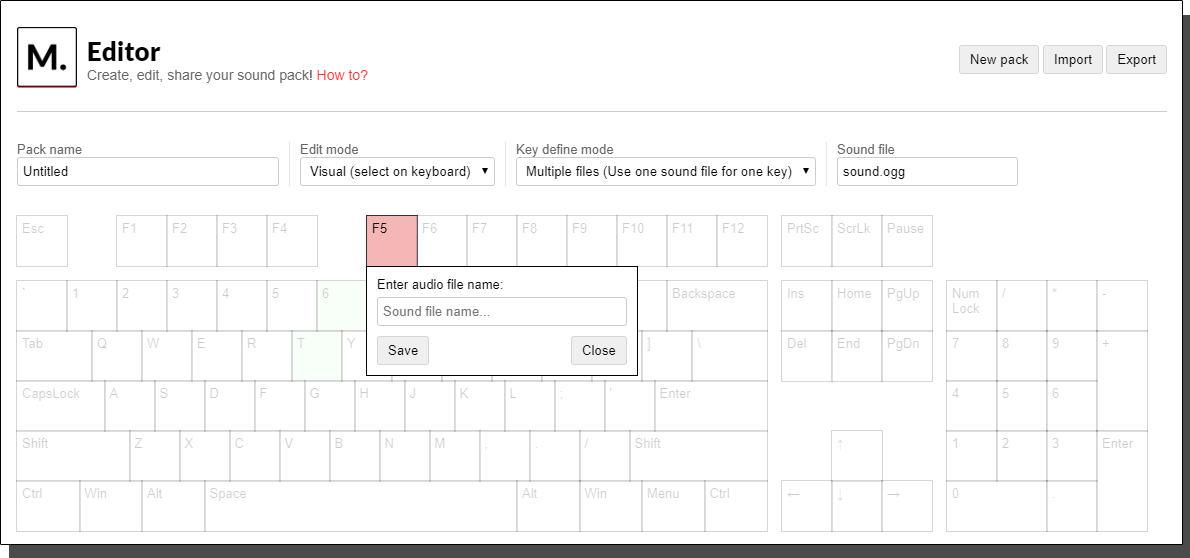 M.
Editor
Create, edit, share your sound pack! How to?
New pack Import Export
Pack name Edit mode Key define mode Sound file
Untitled Visual (select on keyboard) Multiple files (Use one sound file for one key) sound.ogg
Esc F1 F2 F3 F4 F5 F6 F7 F8 F9 F10 F11 F12 PrtSc ScrLk Pause
Enter audio file name:
Sound file name...
Save Close
` 1 2 3 4 5 6 Backspace Ins Home PgUp Num Lock / * -
Tab Q W E R T Y ] \ Del End PgDn 7 8 9 +
CapsLock A S D F G H J K L ; ' Enter 4 5 6
Shift Z X C V B N M , . / Shift ↑ 1 2 3 Enter
Ctrl Win Alt Space Alt Win Menu Ctrl ← ↓ → 0 .